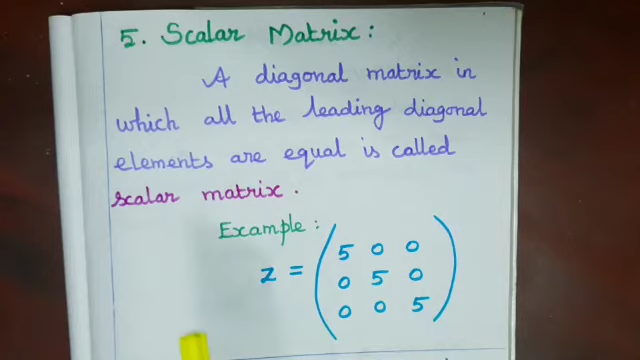 5. Scalar Matrix:
A diagonal matrix in
which all the leading diagonal
elements are equal is called
scalar matrix.
Example:
5 0 0
z = 0 5 0
0 0 5